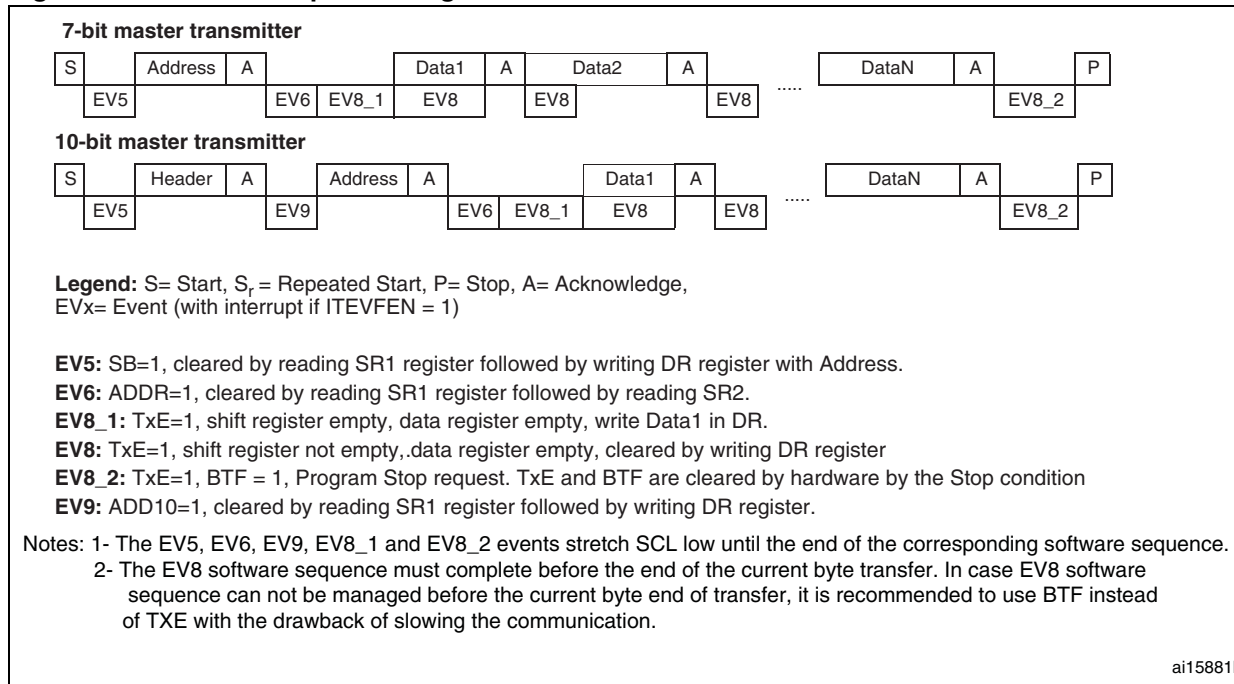 7-bit master transmitter
S Address A Data1 A Data2 A ..... DataN A P
EV5 EV6 EV8_1 EV8 EV8 EV8 EV8_2
10-bit master transmitter
S Header A Address A Data1 A ..... DataN A P
EV5 EV9 EV6 EV8_1 EV8 EV8 EV8_2
Legend: S= Start, Sr = Repeated Start, P= Stop, A= Acknowledge,
EVx= Event (with interrupt if ITEVFEN = 1)
EV5: SB=1, cleared by reading SR1 register followed by writing DR register with Address.
EV6: ADDR=1, cleared by reading SR1 register followed by reading SR2.
EV8_1: TxE=1, shift register empty, data register empty, write Data1 in DR.
EV8: TxE=1, shift register not empty,.data register empty, cleared by writing DR register
EV8_2: TxE=1, BTF = 1, Program Stop request. TxE and BTF are cleared by hardware by the Stop condition
EV9: ADD10=1, cleared by reading SR1 register followed by writing DR register.
Notes: 1- The EV5, EV6, EV9, EV8_1 and EV8_2 events stretch SCL low until the end of the corresponding software sequence.
2- The EV8 software sequence must complete before the end of the current byte transfer. In case EV8 software
sequence can not be managed before the current byte end of transfer, it is recommended to use BTF instead
of TXE with the drawback of slowing the communication.
ai15881